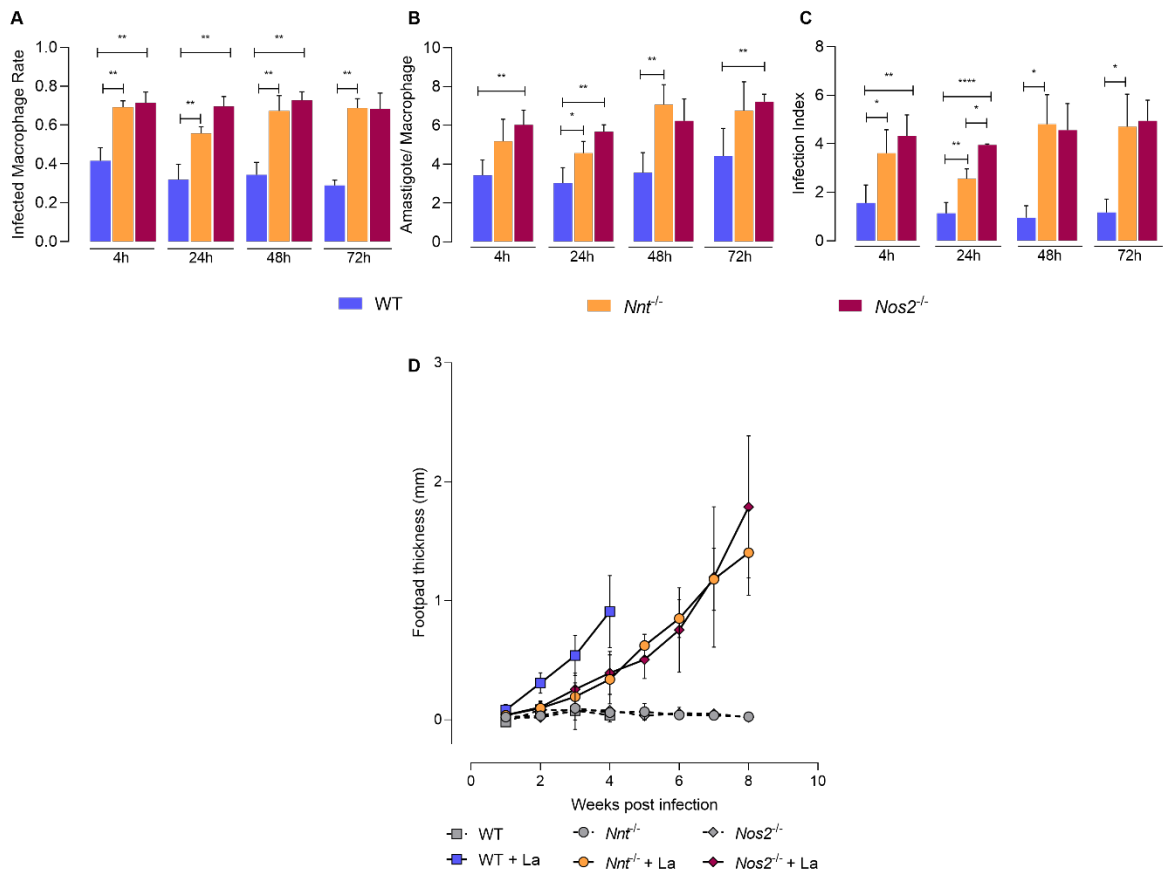 A
Infected Macrophage Rate
1.0
0.8
0.6
0.4
0.2
0.0
** ** **
** ** ** **
4h 24h 48h 72h
B
Amastigote/ Macrophage
10
8
6
4
2
0
** ** ** **
*
4h 24h 48h 72h
C
Infection Index
8
6
4
2
0
** **** * *
* ** *
4h 24h 48h 72h
WT Nnt-/- Nos2-/-
D
Footpad thickness (mm)
3
2
1
0
0 2 4 6 8 10
Weeks post infection
WT Nnt-/- Nos2-/-
WT + La Nnt-/- + La Nos2-/- + La